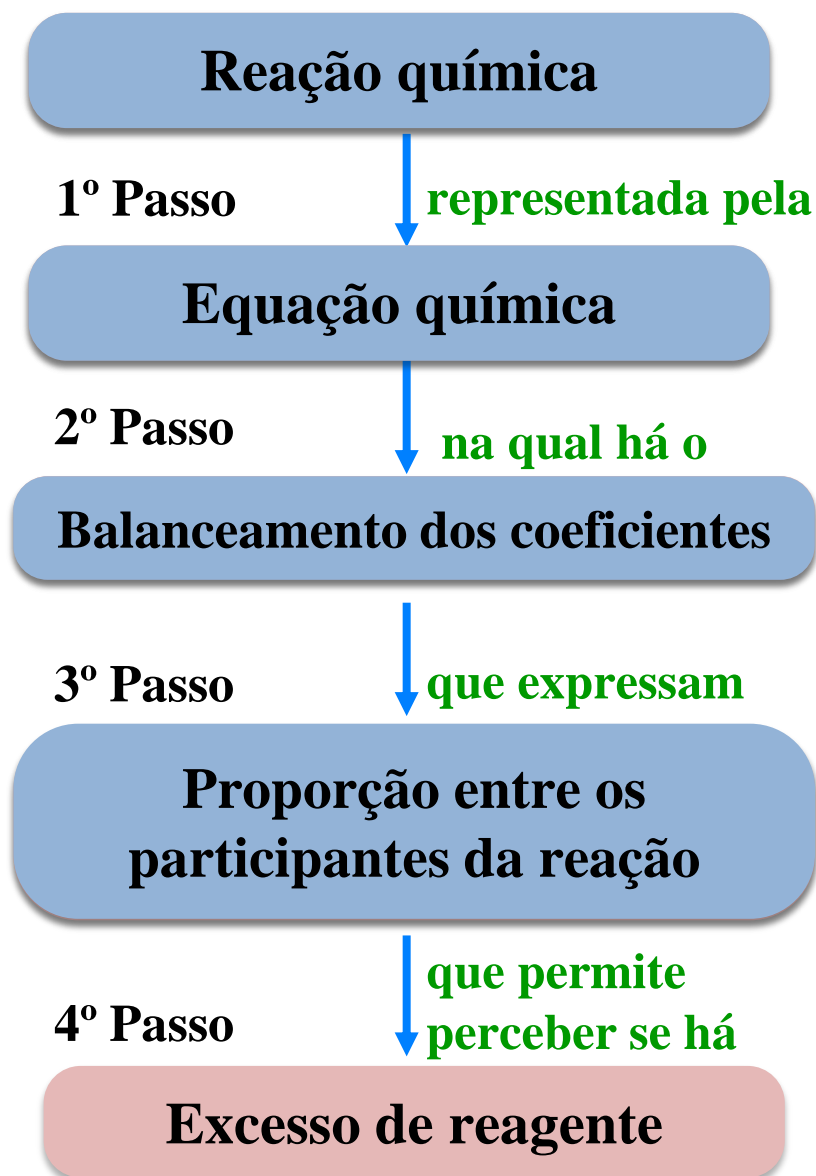 Reação química
1º Passo
representada pela
Equação química
2º Passo
na qual há o
Balanceamento dos coeficientes
3º Passo
que expressam
Proporção entre os
participantes da reação
4º Passo
que permite
perceber se há
Excesso de reagente